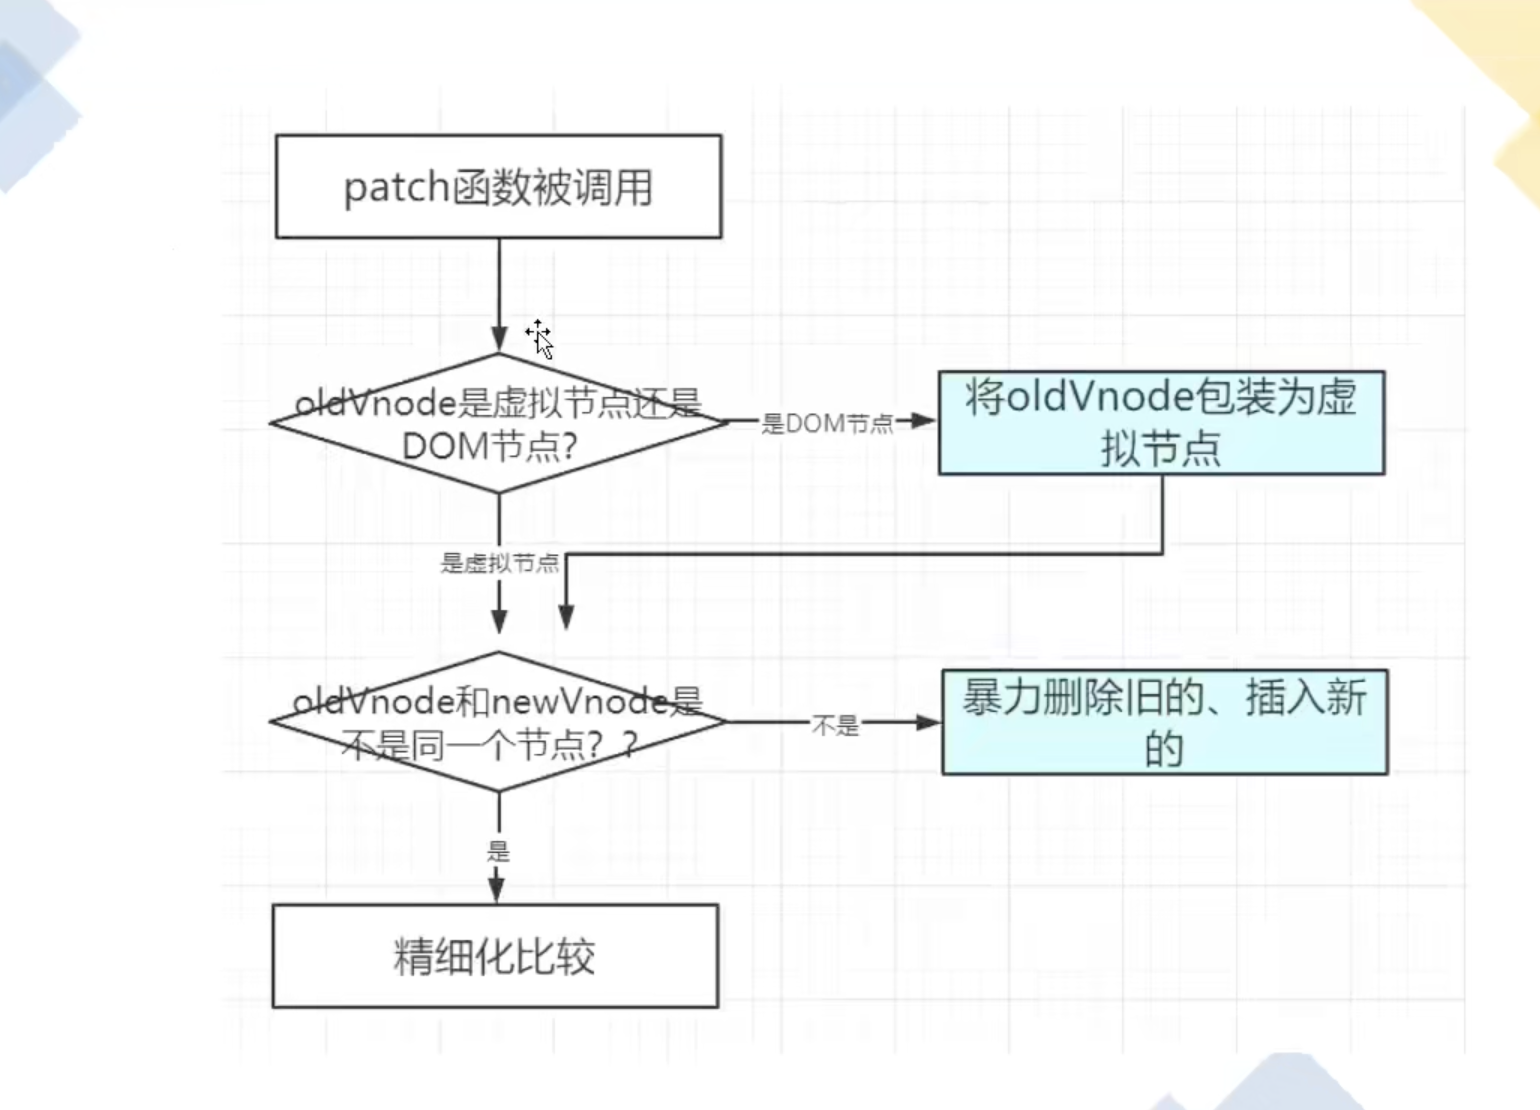 patch函数被调用
oldVnode是虚拟节点还是
DOM节点?
是DOM节点
将oldVnode包装为虚
拟节点
是虚拟节点
oldVnode和newVnode是
不是同一个节点？？
不是
暴力删除旧的、插入新
的
是
精细化比较